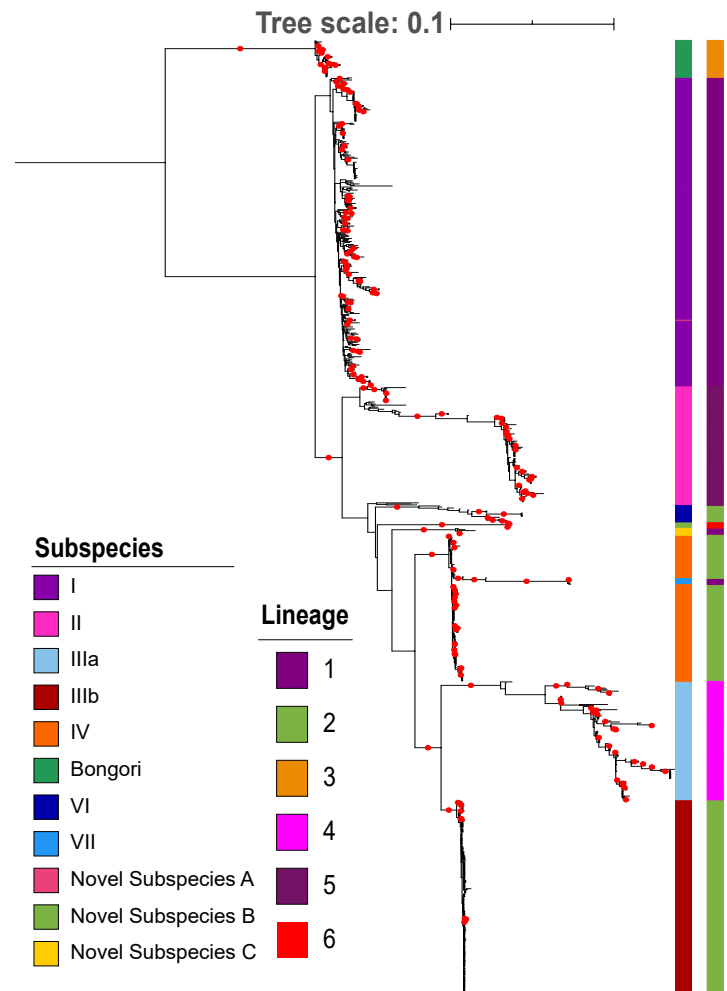 Tree scale: 0.1
Subspecies
I
II
IIIa
IIIb
IV
Bongori
VI
VII
Novel Subspecies A
Novel Subspecies B
Novel Subspecies C
Lineage
1
2
3
4
5
6